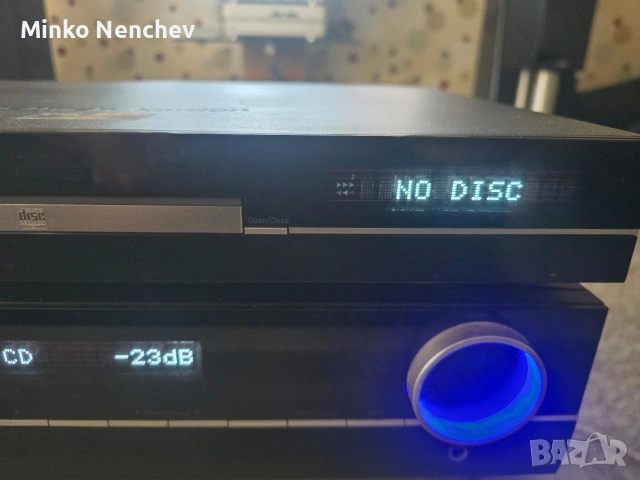 Minko Nenchev
NO DISC
disc
Open/Close
CD -23dB
BAZAR